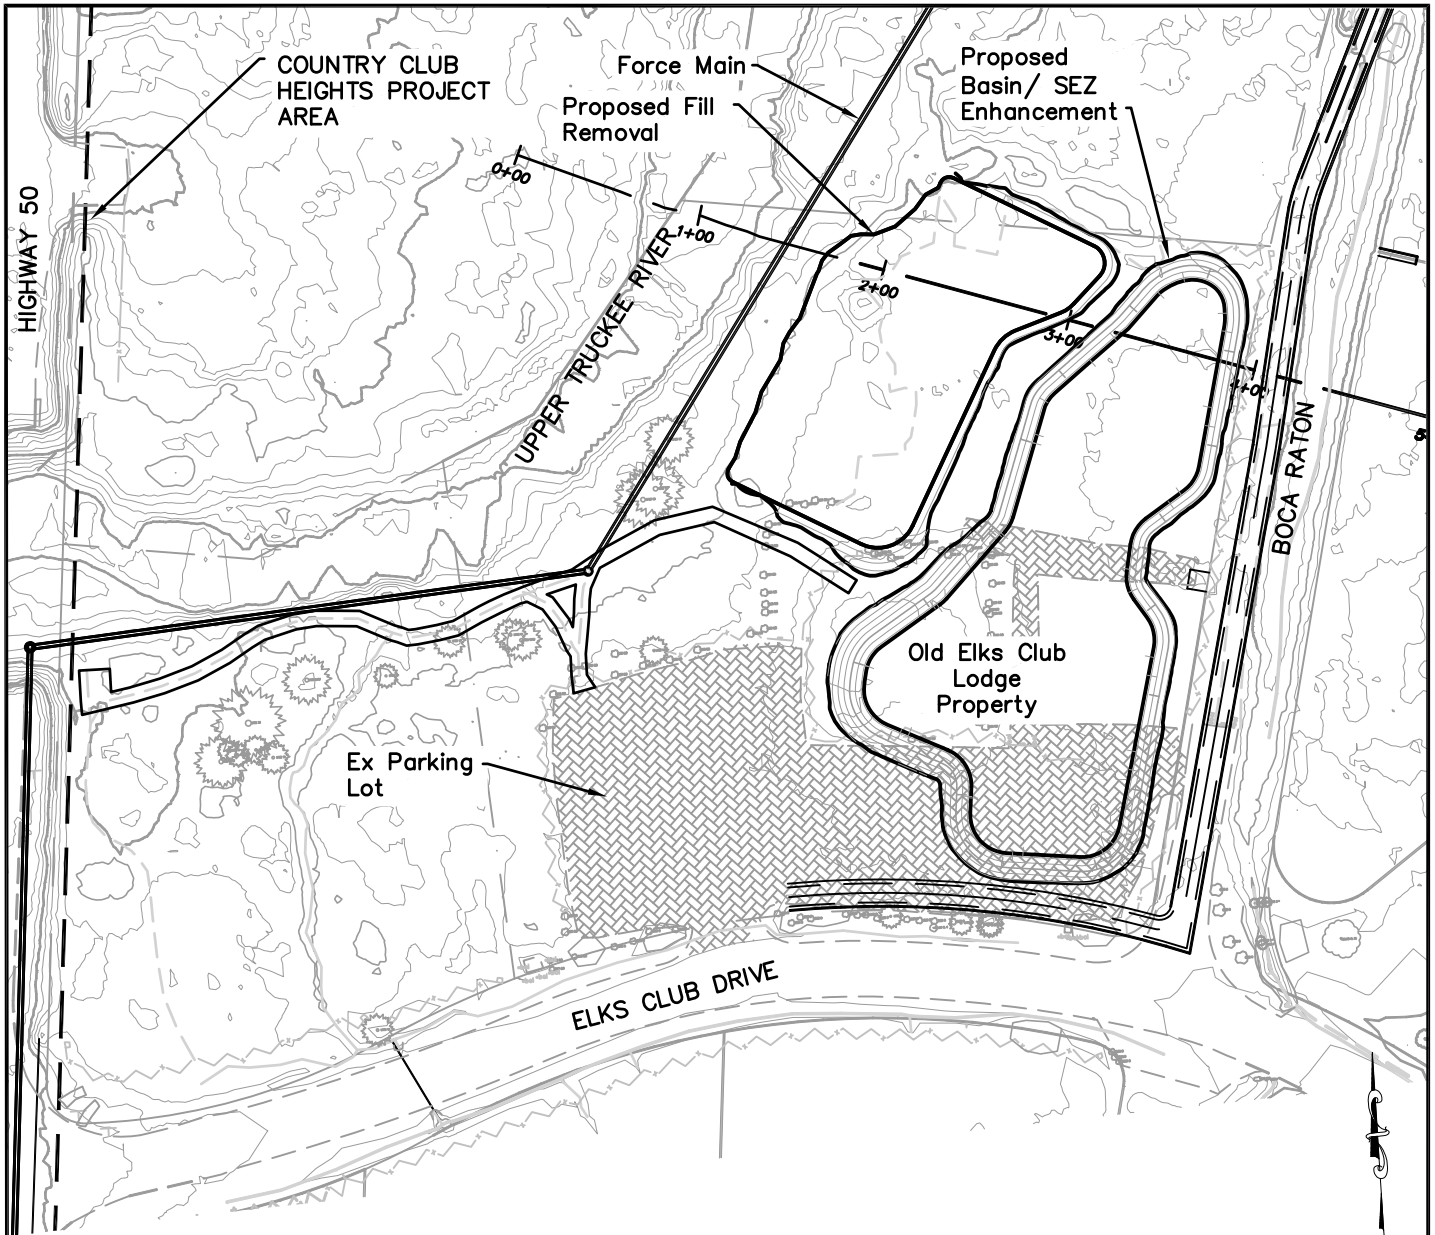 COUNTRY CLUB
HEIGHTS PROJECT
AREA
Force Main
Proposed Fill
Removal
Proposed
Basin/ SEZ
Enhancement
HIGHWAY 50
0+00
1+00
2+00
3+00
UPPER TRUCKEE RIVER
BOCA RATON
Old Elks Club
Lodge
Property
Ex Parking
Lot
ELKS CLUB DRIVE